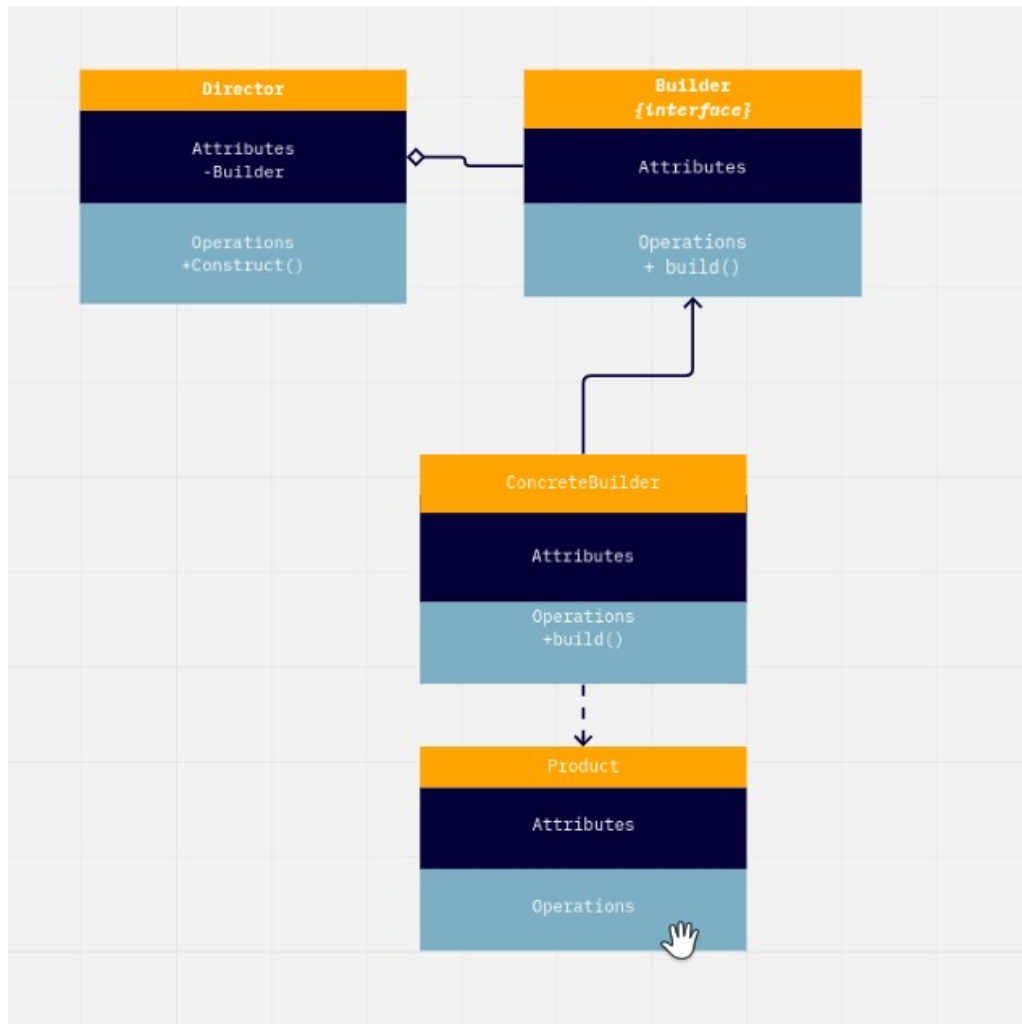 Director
Attributes
-Builder
Operations
+Construct()
Builder
{interface}
Attributes
Operations
+ build()
ConcreteBuilder
Attributes
Operations
+build()
Product
Attributes
Operations